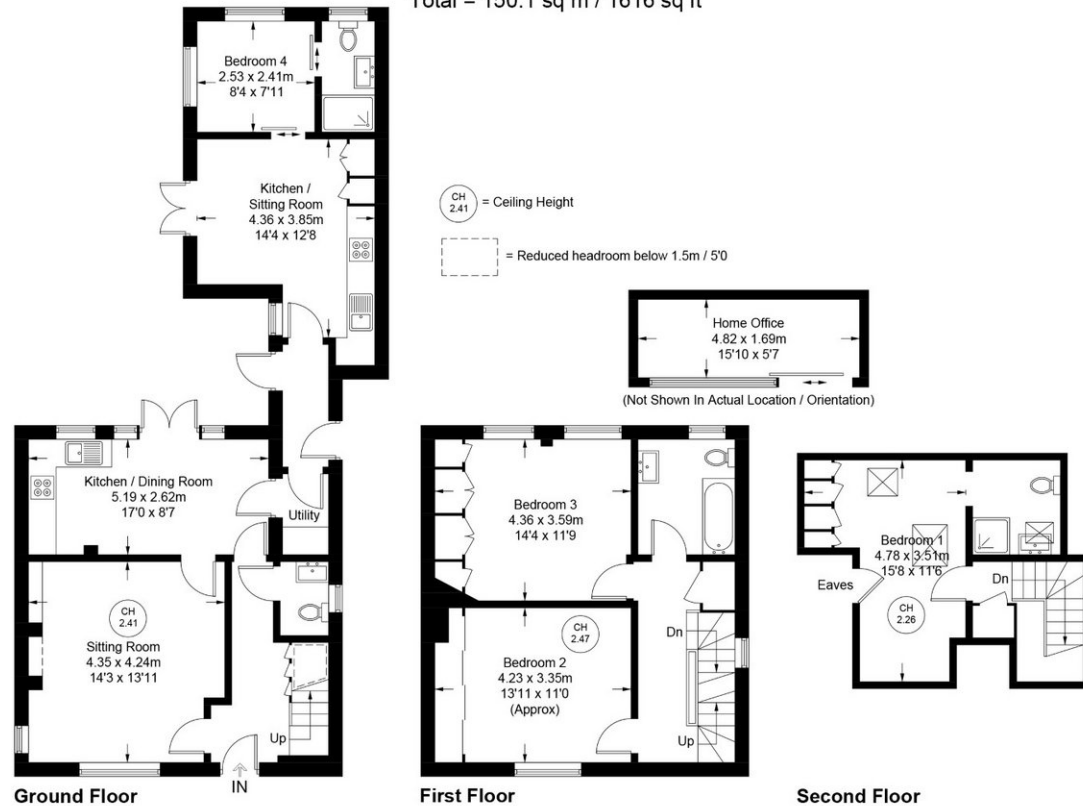 Total = 150.1 sq m / 1616 sq ft
Bedroom 4
2.53 x 2.41m
8'4 x 7'11
Kitchen /
Sitting Room
4.36 x 3.85m
14'4 x 12'8
CH
2.41
= Ceiling Height
= Reduced headroom below 1.5m / 5'0
Home Office
4.82 x 1.69m
15'10 x 5'7
(Not Shown In Actual Location / Orientation)
Kitchen / Dining Room
5.19 x 2.62m
17'0 x 8'7
Utility
CH
2.41
Sitting Room
4.35 x 4.24m
14'3 x 13'11
Up
IN
Ground Floor
Bedroom 3
4.36 x 3.59m
14'4 x 11'9
CH
2.47
Bedroom 2
4.23 x 3.35m
13'11 x 11'0
(Approx)
Dn
Up
First Floor
Bedroom 1
4.78 x 3.51m
15'8 x 11'6
Eaves
CH
2.26
Dn
Second Floor